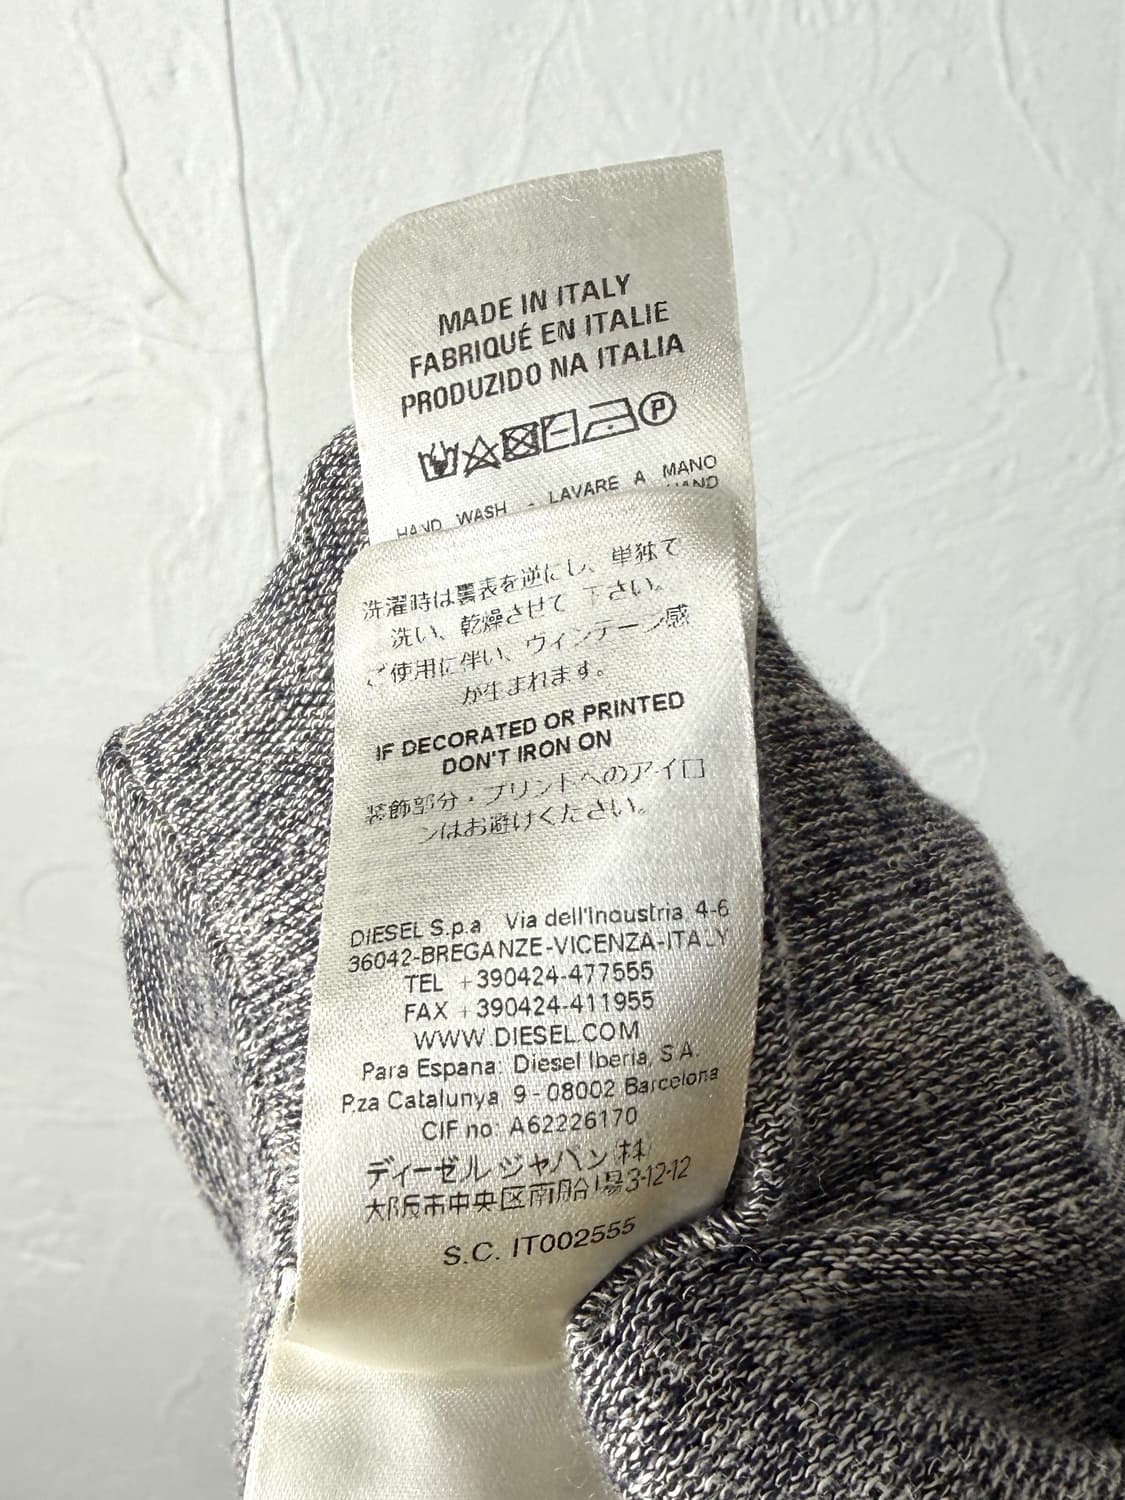 MADE IN ITALY
FABRIQUÉ EN ITALIE
PRODUZIDO NA ITALIA
P
HAND WASH - LAVARE A MANO
HAND
洗濯時は裏表を逆にし、単独で
洗い、乾燥させて下さい。
ご使用に伴い、ヴィンテージ感
が生まれます。
IF DECORATED OR PRINTED
DON'T IRON ON
装飾部分・プリントへのアイロ
ンはお避けください。
DIESEL S.p.a. Via dell'Industria, 4-6
36042-BREGANZE-VICENZA-ITALY
TEL +390424-477555
FAX +390424-411955
WWW.DIESEL.COM
Para Espana: Diesel Iberia, S.A.
P.za Catalunya 9 - 08002 Barcelona
CIF no: A62226170
ディーゼル ジャパン(株)
大阪市中央区南船場3-12-12
S.C. IT002555